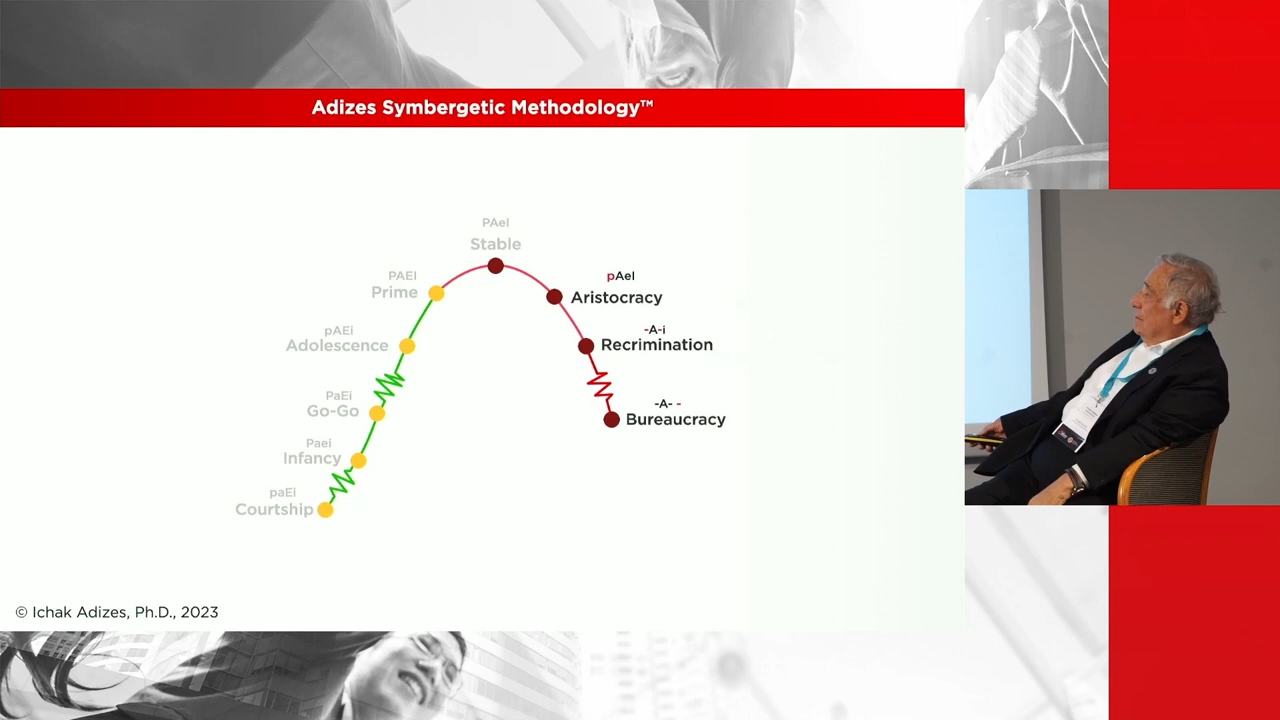 Adizes Symbergetic Methodology™
PAeI
Stable
PAEI
Prime
pAeI
Aristocracy
pAEi
Adolescence
-A-i
Recrimination
PaEi
Go-Go
-A- -
Bureaucracy
Paei
Infancy
paEi
Courtship
© Ichak Adizes, Ph.D., 2023